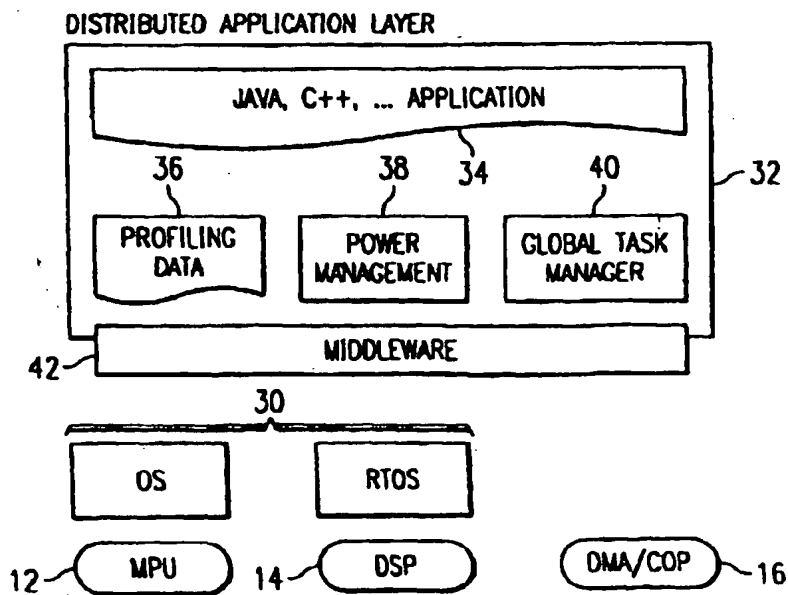 DISTRIBUTED APPLICATION LAYER
JAVA, C++, ... APPLICATION
36
38
34
40
32
PROFILING
DATA
POWER
MANAGEMENT
GLOBAL TASK
MANAGER
42
MIDDLEWARE
30
OS
RTOS
12
MPU
14
DSP
DMA/COP
16